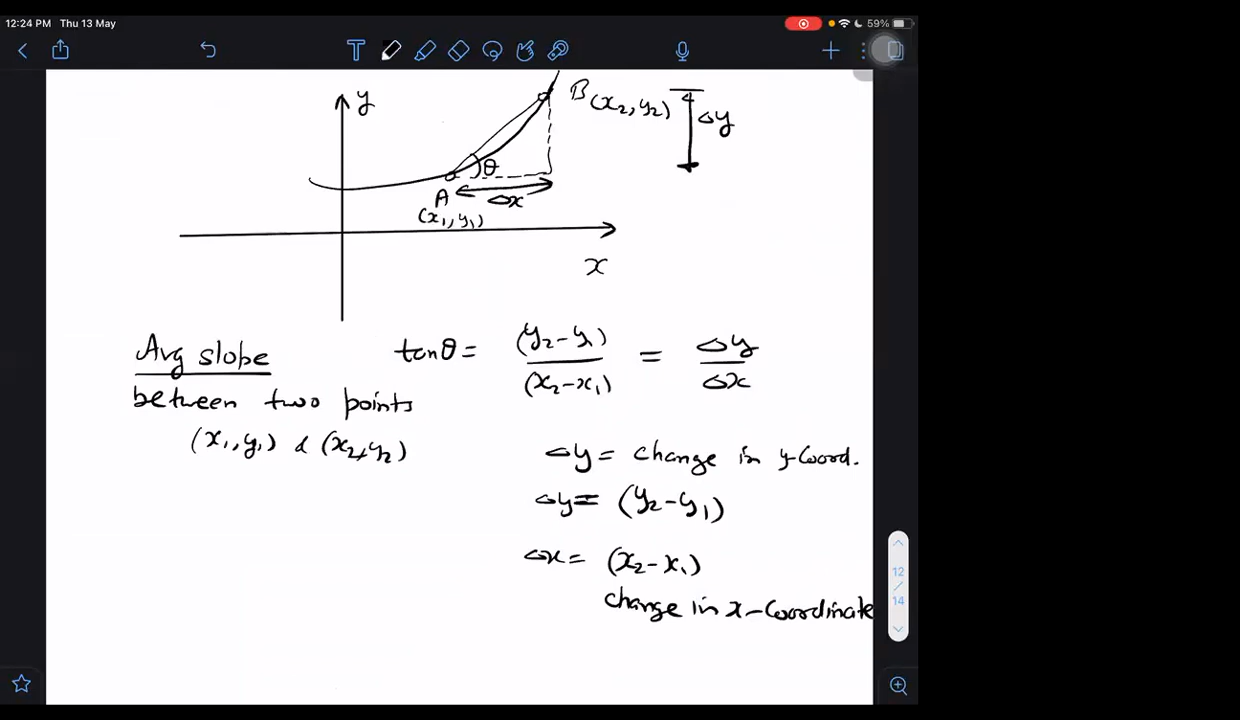 12:24 PM Thu 13 May
59%
y
B (x₂, y₂)
Δy
θ
A
Δx
(x₁, y₁)
x
Avg slope tanθ = (y₂-y₁)/(x₂-x₁) = Δy/Δx
between two points
(x₁, y₁) & (x₂, y₂)
Δy = change in y-coord.
Δy = (y₂-y₁)
Δx = (x₂-x₁)
change in x-coordinate
12
/
14